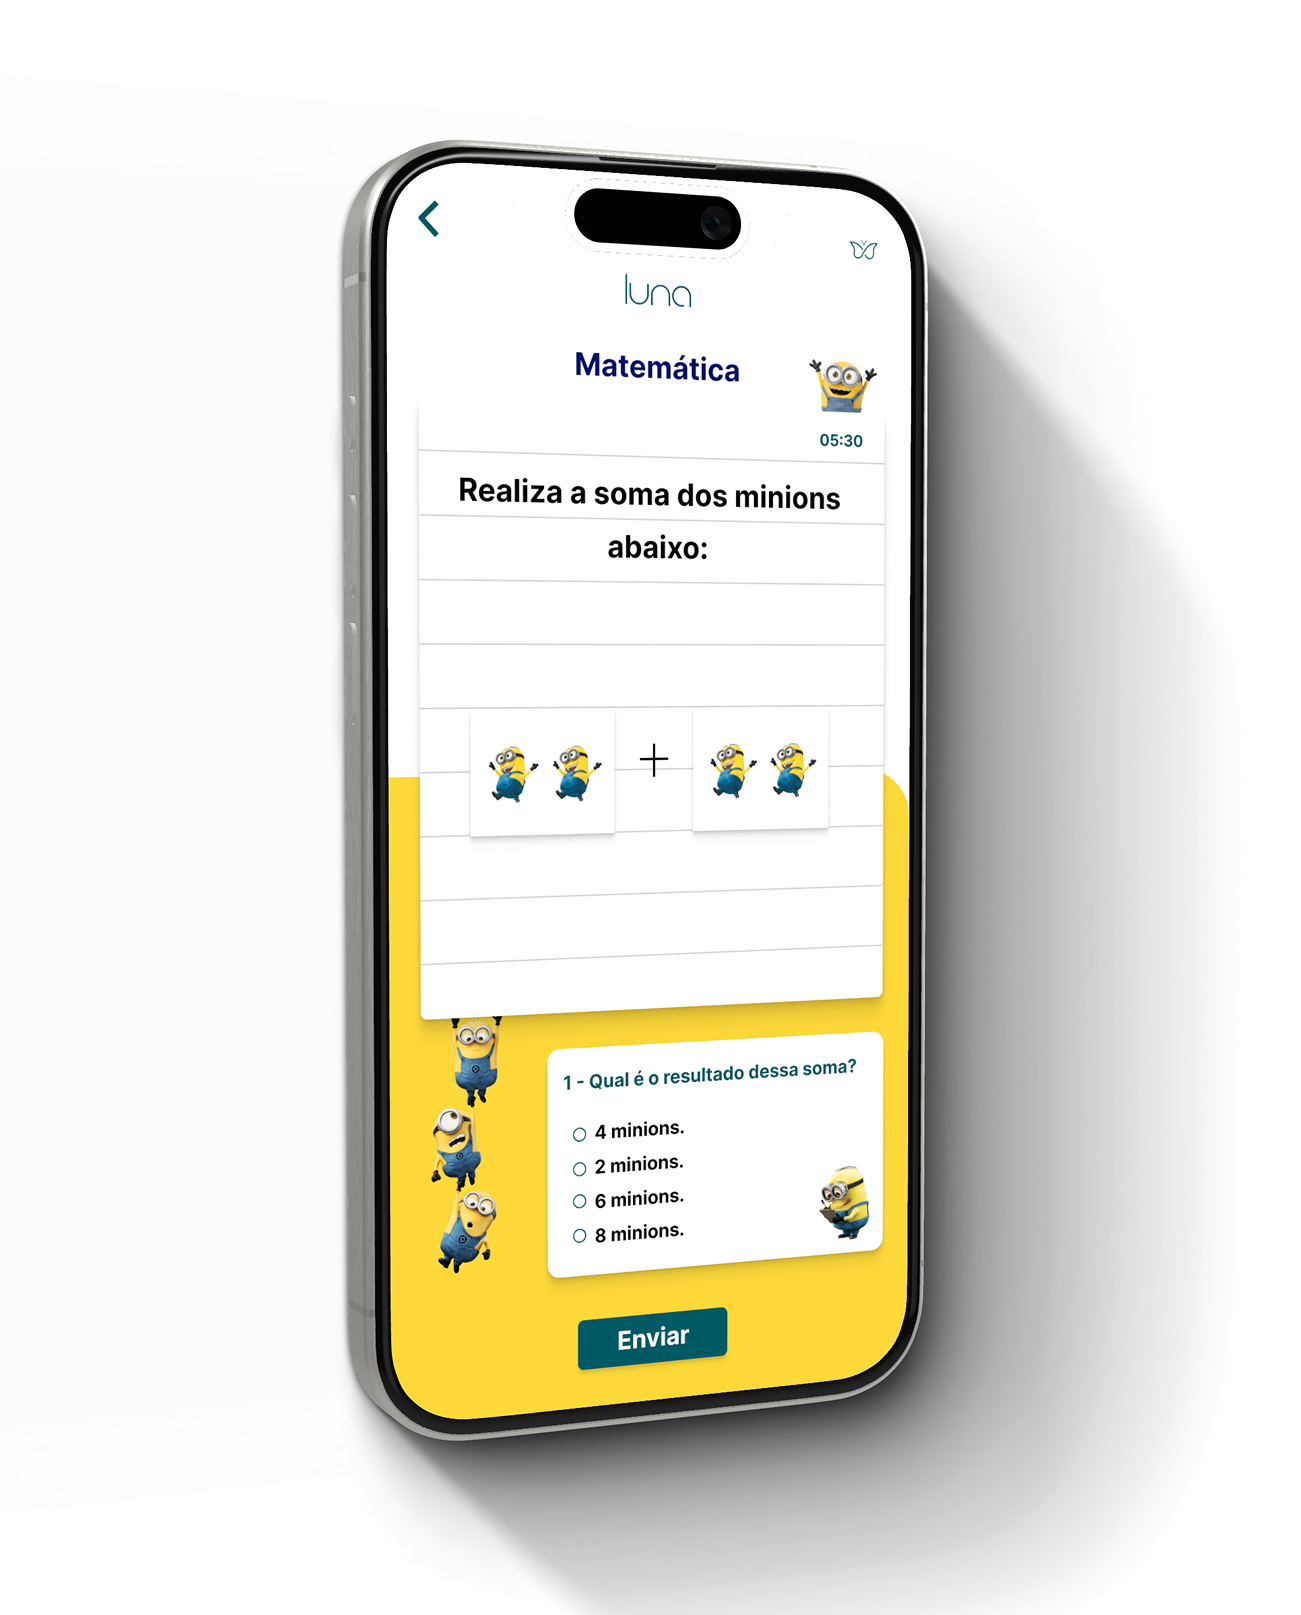 luna
Matemática
05:30
Realiza a soma dos minions
abaixo:
+
1 - Qual é o resultado dessa soma?
4 minions.
2 minions.
6 minions.
8 minions.
Enviar